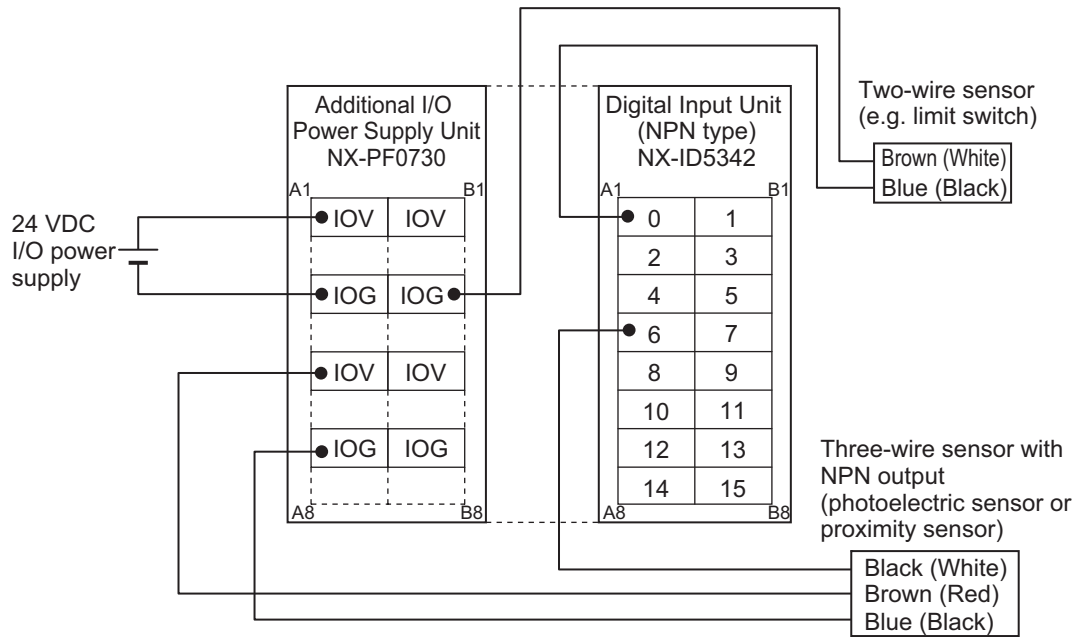 Additional I/O
Power Supply Unit
NX-PF0730
A1 B1
IOV IOV
IOG IOG
IOV IOV
IOG IOG
A8 B8
24 VDC
I/O power
supply
Digital Input Unit
(NPN type)
NX-ID5342
A1 B1
0 1
2 3
4 5
6 7
8 9
10 11
12 13
14 15
A8 B8
Two-wire sensor
(e.g. limit switch)
Brown (White)
Blue (Black)
Three-wire sensor with
NPN output
(photoelectric sensor or
proximity sensor)
Black (White)
Brown (Red)
Blue (Black)